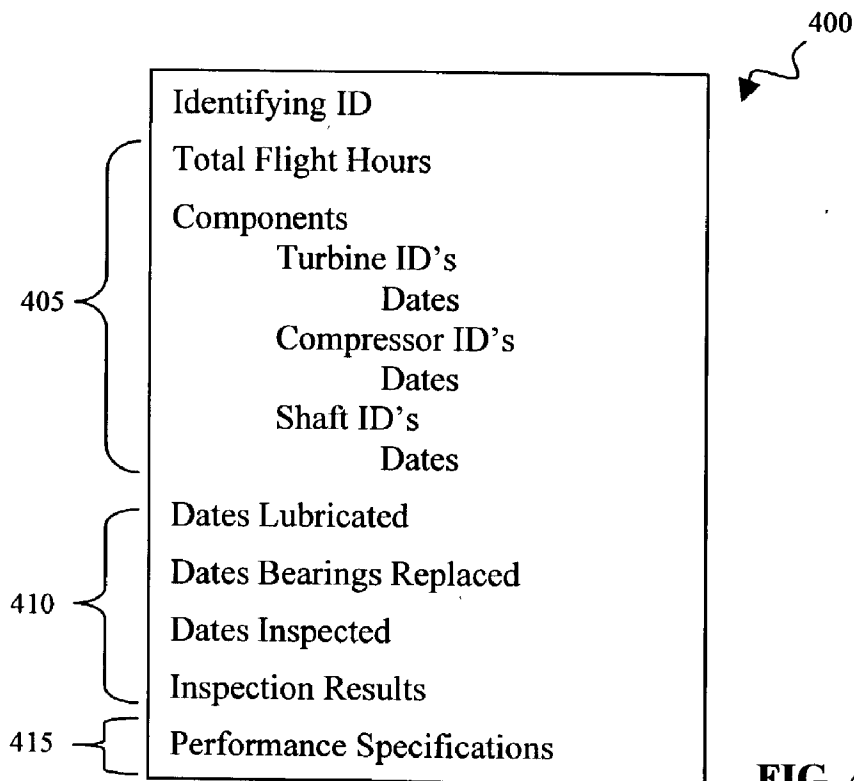 400
Identifying ID
Total Flight Hours
Components
Turbine ID's
Dates
405
Compressor ID's
Dates
Shaft ID's
Dates
Dates Lubricated
Dates Bearings Replaced
410
Dates Inspected
Inspection Results
415
Performance Specifications
FIG.